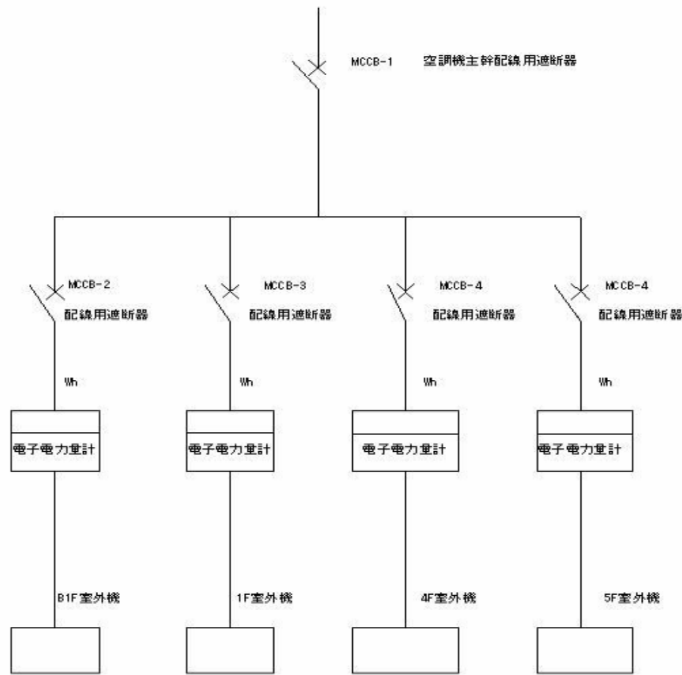 MCCB-1 空調機主幹配線用遮断器
MCCB-2 MCCB-3 MCCB-4 MCCB-4
配線用遮断器 配線用遮断器 配線用遮断器 配線用遮断器
Wh Wh Wh Wh
電子電力量計 電子電力量計 電子電力量計 電子電力量計
B1F室外機 1F室外機 4F室外機 5F室外機